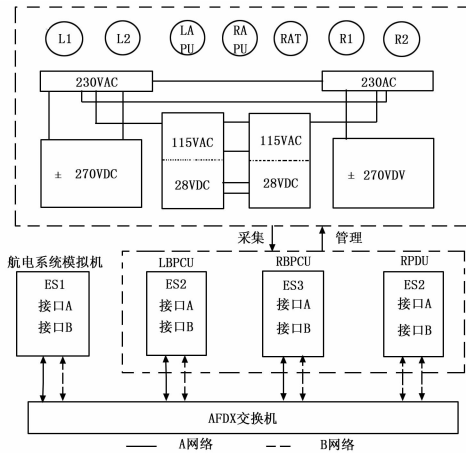 L1
L2
LA
PU
RA
PU
RAT
R1
R2
230VAC
230AC
± 270VDC
115VAC
28VDC
115VAC
28VDC
± 270VDV
采集
管理
航电系统模拟机
LBPCU
RBPCU
RPDU
ES1
接口A
接口B
ES2
接口A
接口B
ES3
接口A
接口B
ES2
接口A
接口B
AFDX交换机
A网络
B网络